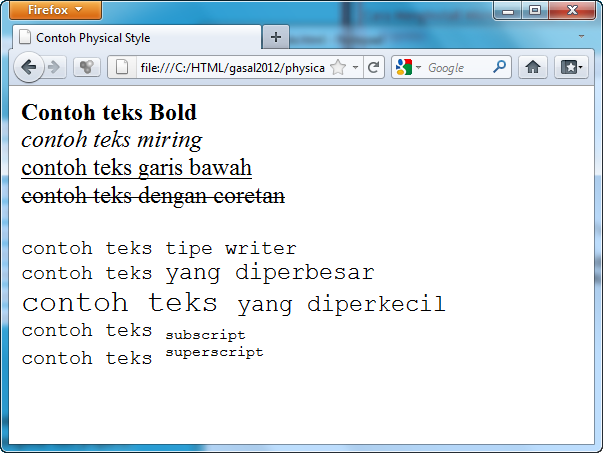 Firefox
Contoh Physical Style
file:///C:/HTML/gasal2012/physica
Google
Contoh teks Bold
contoh teks miring
contoh teks garis bawah
contoh teks dengan coretan
contoh teks tipe writer
contoh teks yang diperbesar
contoh teks yang diperkecil
contoh teks subscript
contoh teks superscript